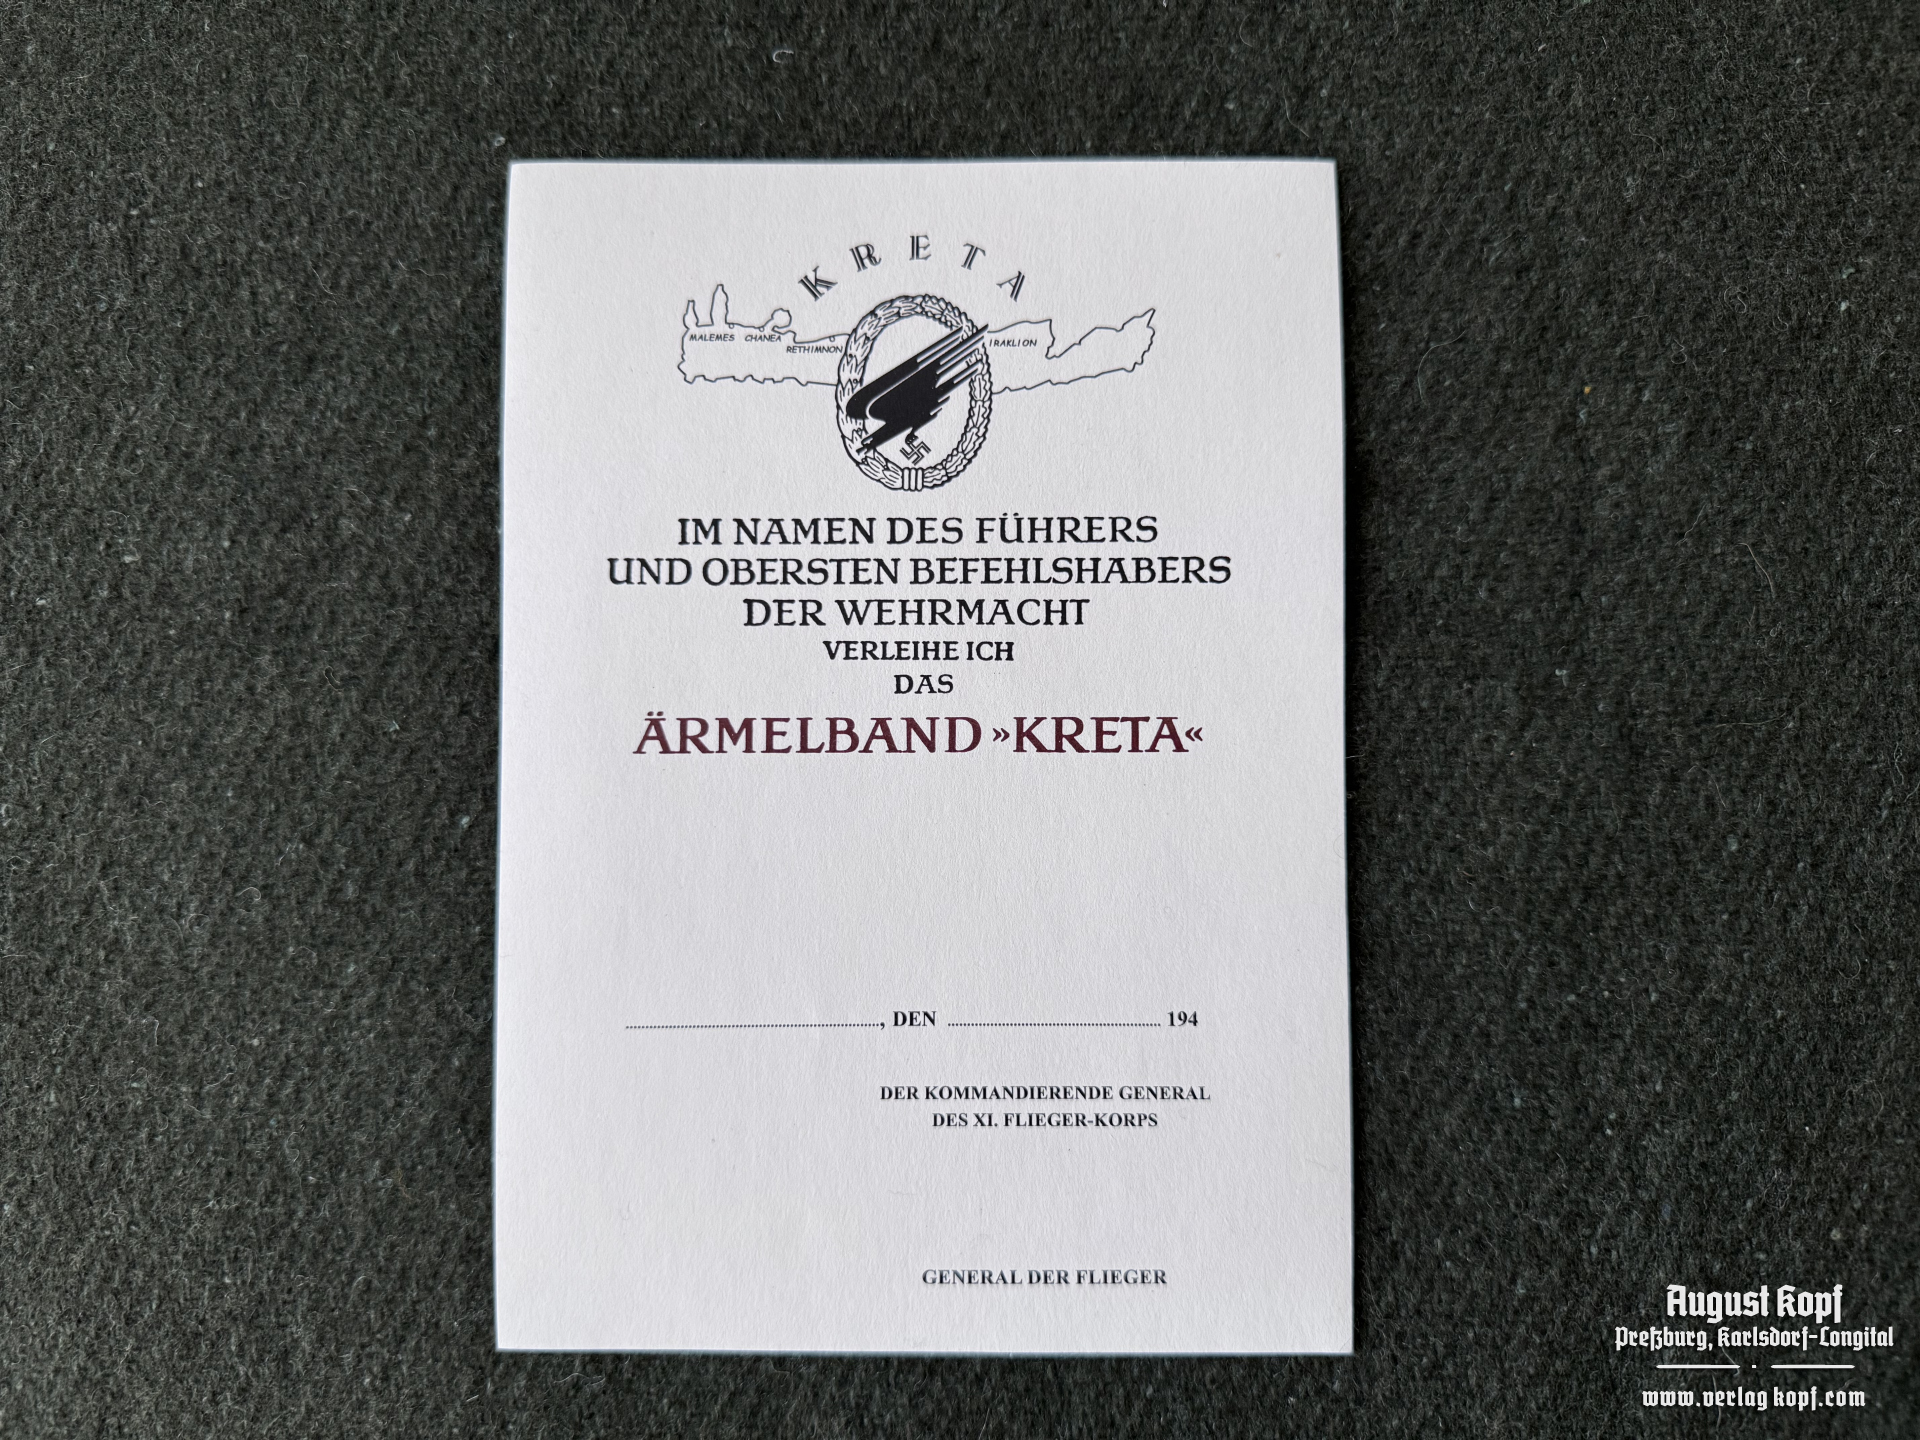 KRETA
MALEMES CHANEA
RETHIMNON
IRAKLION
IM NAMEN DES FÜHRERS
UND OBERSTEN BEFEHLSHABERS
DER WEHRMACHT
VERLEIHE ICH
DAS
ÄRMELBAND »KRETA«
, DEN 194
DER KOMMANDIERENDE GENERAL
DES XI. FLIEGER-KORPS
GENERAL DER FLIEGER
August Kopf
Preßburg, Karlsdorf-Longital
www.verlagkopf.com